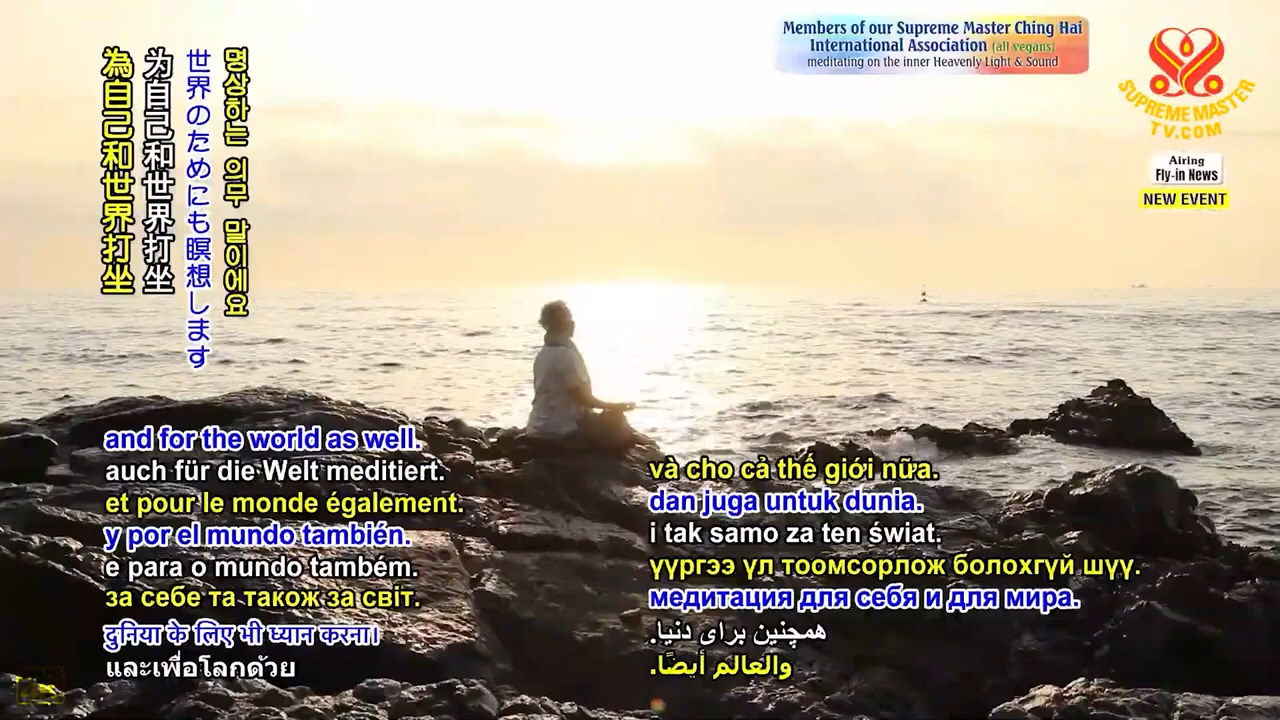 Members of our Supreme Master Ching Hai
International Association (all vegans)
meditating on the inner Heavenly Light & Sound
SUPREME MASTER
TV.COM
Airing
Fly-in News
NEW EVENT
명상하는 의무 말이에요
世界のためにも瞑想します
为自己和世界打坐
為自己和世界打坐
and for the world as well.
auch für die Welt meditiert.
et pour le monde également.
y por el mundo también.
e para o mundo também.
за себе та також за світ.
दुनिया के लिए भी ध्यान करना।
และเพื่อโลกด้วย
và cho cả thế giới nữa.
dan juga untuk dunia.
i tak samo za ten świat.
үүргээ үл тоомсорлож болохгүй шүү.
медитация для себя и для мира.
همچنین برای دنیا.
والعالم أيضًا.